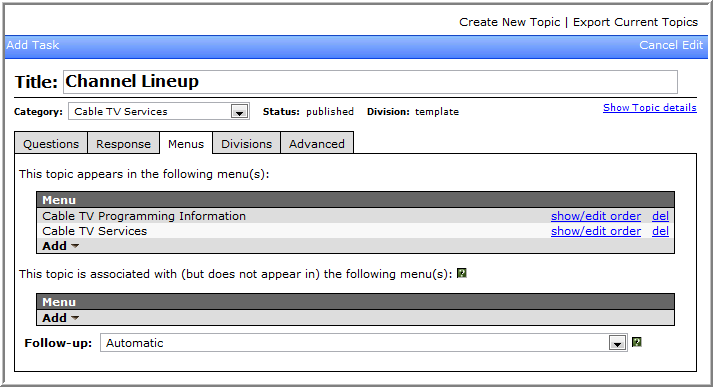 Create New Topic | Export Current Topics
Add Task Cancel Edit
Title: Channel Lineup
Category: Cable TV Services Status: published Division: template Show Topic details
Questions Response Menus Divisions Advanced
This topic appears in the following menu(s):
Menu
Cable TV Programming Information show/edit order del
Cable TV Services show/edit order del
Add
This topic is associated with (but does not appear in) the following menu(s): ?
Menu
Add
Follow-up: Automatic ?